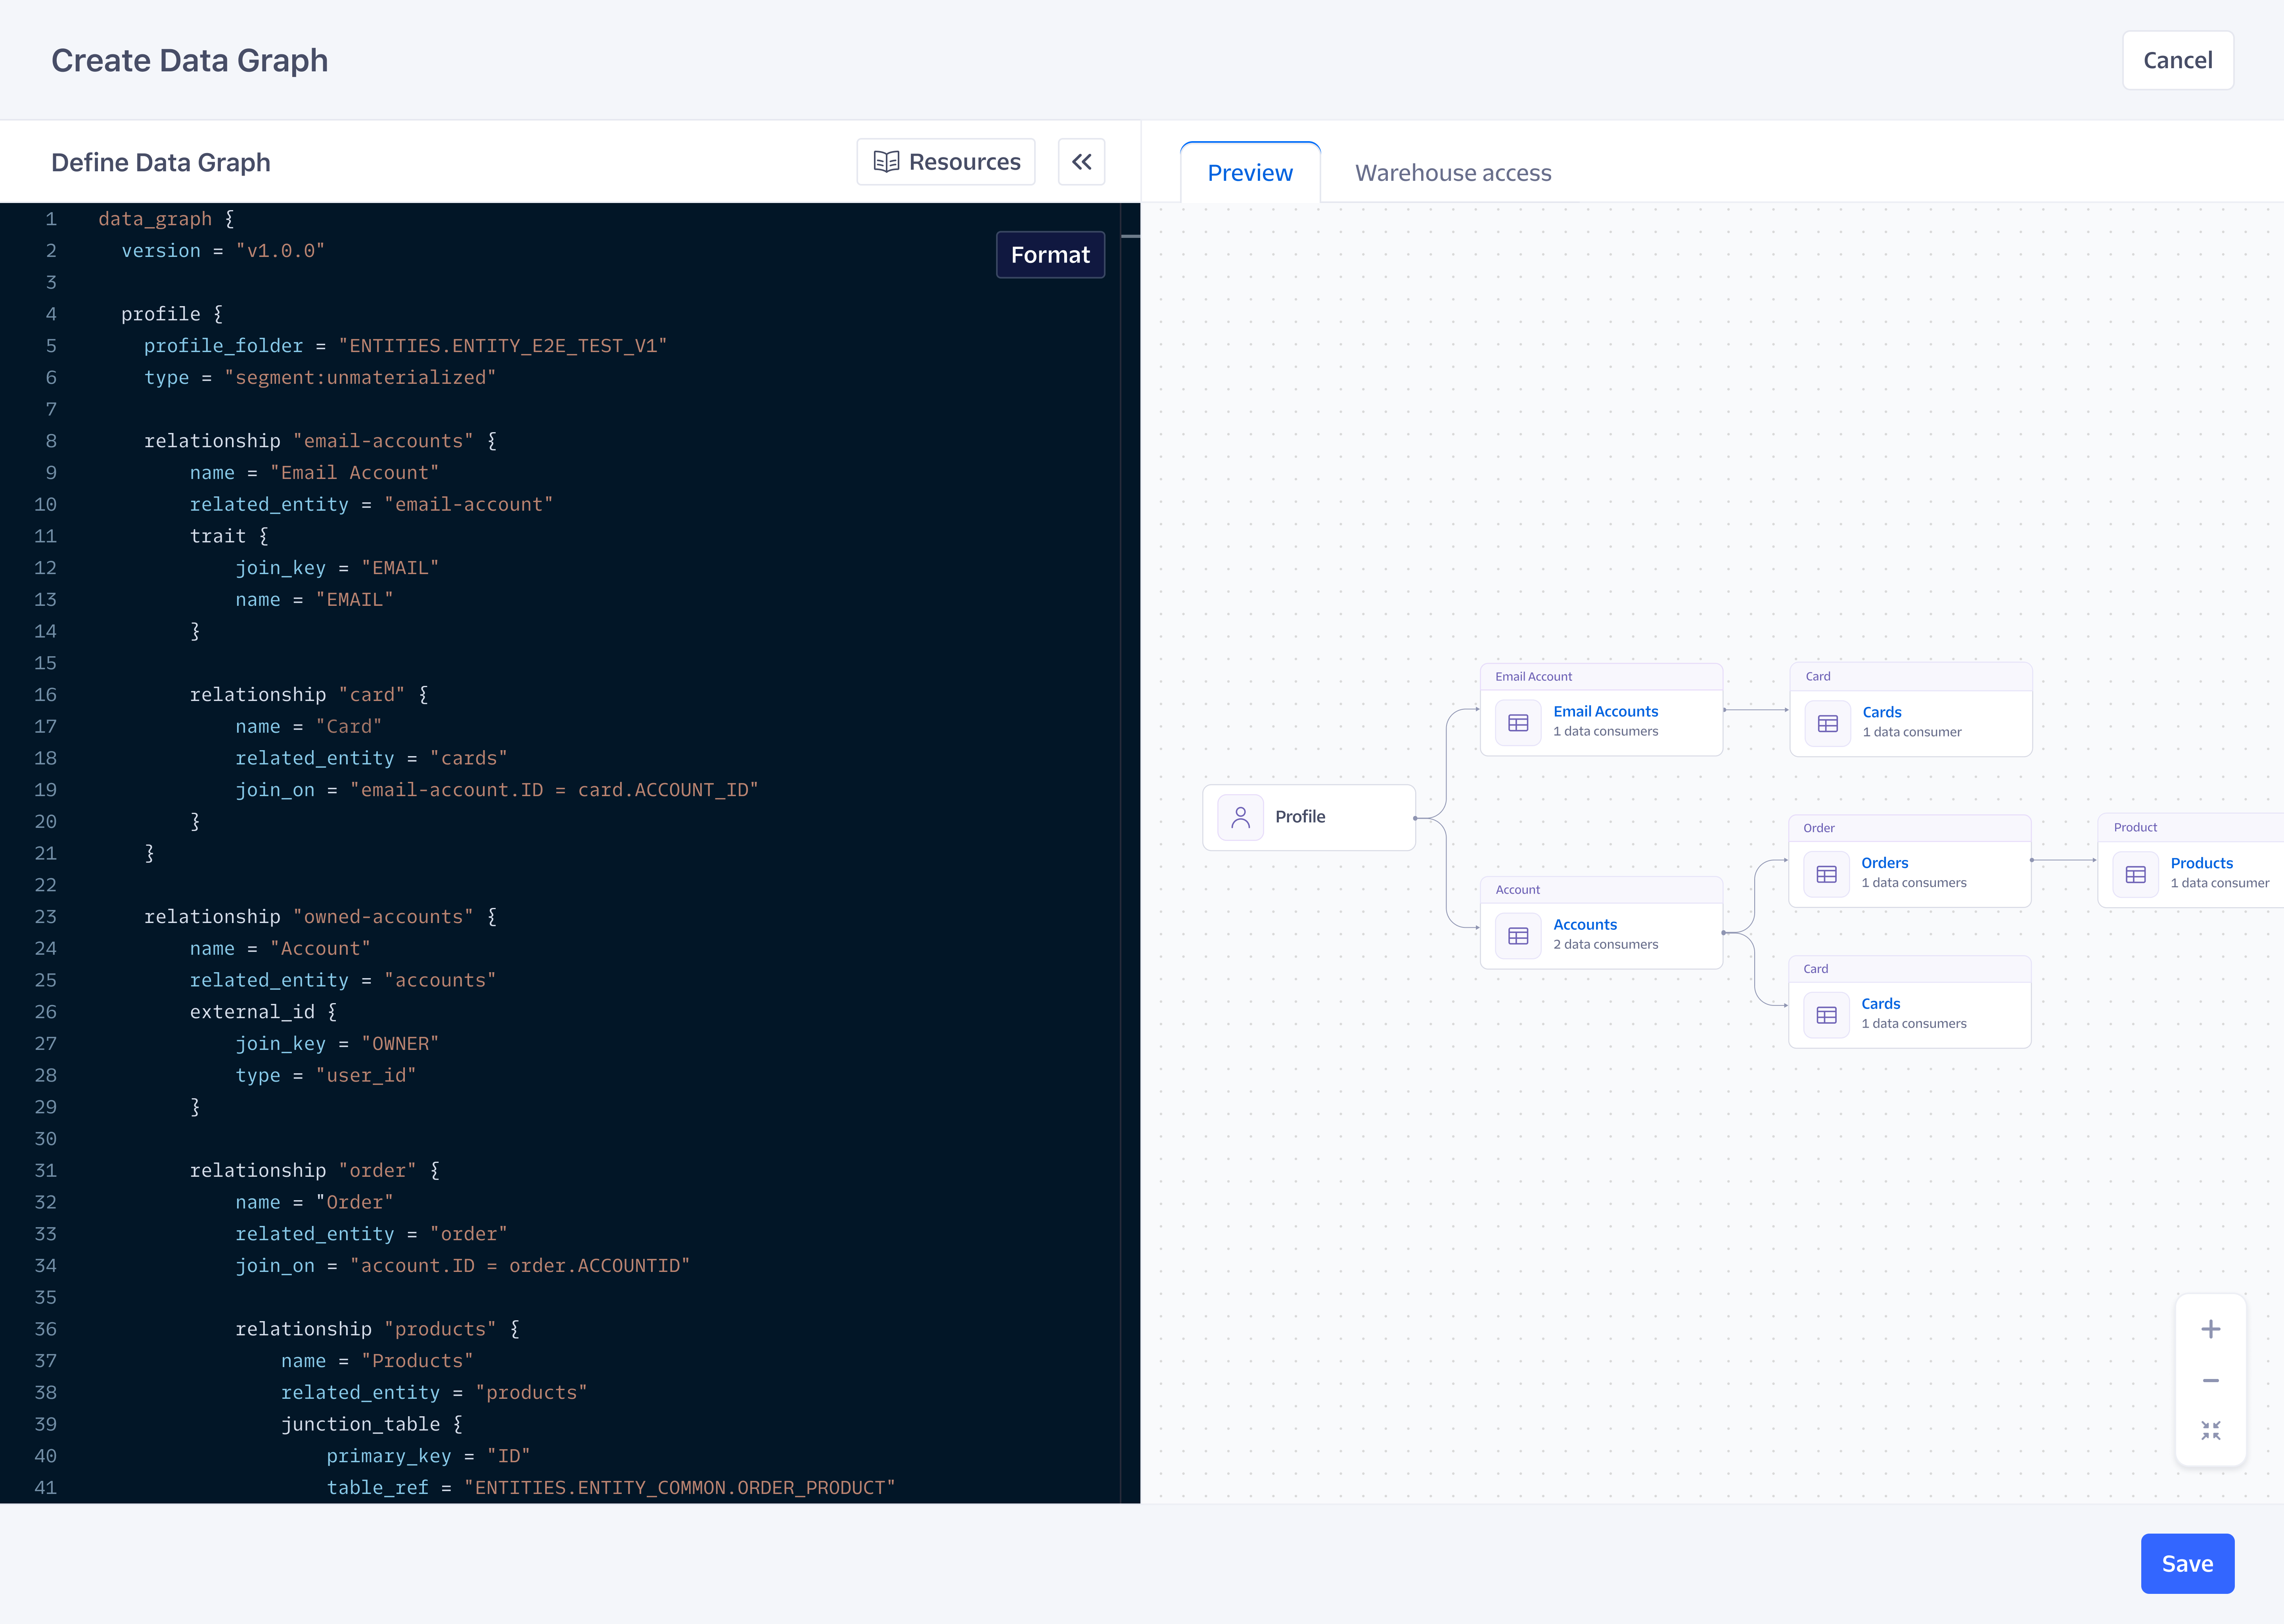 Create Data Graph
Cancel
Define Data Graph
Resources
Preview
Warehouse access
Format
1 data_graph {
2 version = "v1.0.0"
3
4 profile {
5 profile_folder = "ENTITIES.ENTITY_E2E_TEST_V1"
6 type = "segment:unmaterialized"
7
8 relationship "email-accounts" {
9 name = "Email Account"
10 related_entity = "email-account"
11 trait {
12 join_key = "EMAIL"
13 name = "EMAIL"
14 }
15
16 relationship "card" {
17 name = "Card"
18 related_entity = "cards"
19 join_on = "email-account.ID = card.ACCOUNT_ID"
20 }
21 }
22
23 relationship "owned-accounts" {
24 name = "Account"
25 related_entity = "accounts"
26 external_id {
27 join_key = "OWNER"
28 type = "user_id"
29 }
30
31 relationship "order" {
32 name = "Order"
33 related_entity = "order"
34 join_on = "account.ID = order.ACCOUNTID"
35
36 relationship "products" {
37 name = "Products"
38 related_entity = "products"
39 junction_table {
40 primary_key = "ID"
41 table_ref = "ENTITIES.ENTITY_COMMON.ORDER_PRODUCT"
Profile
Email Account
Email Accounts
1 data consumers
Card
Cards
1 data consumer
Account
Accounts
2 data consumers
Order
Orders
1 data consumers
Product
Products
1 data consumer
Card
Cards
1 data consumers
Save